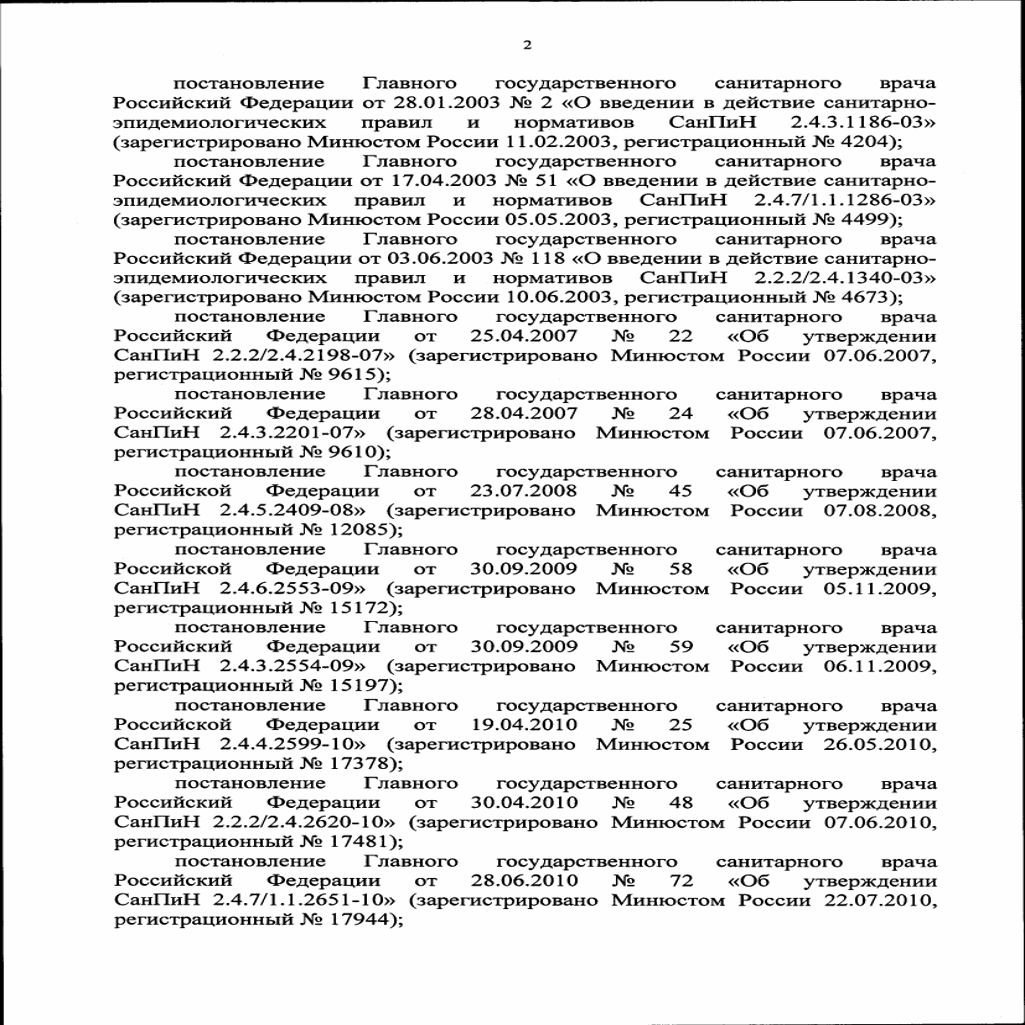 2
постановление Главного государственного санитарного врача
Российский Федерации от 28.01.2003 № 2 «О введении в действие санитарно-
эпидемиологических правил и нормативов СанПиН 2.4.3.1186-03»
(зарегистрировано Минюстом России 11.02.2003, регистрационный № 4204);
постановление Главного государственного санитарного врача
Российский Федерации от 17.04.2003 № 51 «О введении в действие санитарно-
эпидемиологических правил и нормативов СанПиН 2.4.7/1.1.1286-03»
(зарегистрировано Минюстом России 05.05.2003, регистрационный № 4499);
постановление Главного государственного санитарного врача
Российский Федерации от 03.06.2003 № 118 «О введении в действие санитарно-
эпидемиологических правил и нормативов СанПиН 2.2.2/2.4.1340-03»
(зарегистрировано Минюстом России 10.06.2003, регистрационный № 4673);
постановление Главного государственного санитарного врача
Российский Федерации от 25.04.2007 № 22 «Об утверждении
СанПиН 2.2.2/2.4.2198-07» (зарегистрировано Минюстом России 07.06.2007,
регистрационный № 9615);
постановление Главного государственного санитарного врача
Российский Федерации от 28.04.2007 № 24 «Об утверждении
СанПиН 2.4.3.2201-07» (зарегистрировано Минюстом России 07.06.2007,
регистрационный № 9610);
постановление Главного государственного санитарного врача
Российской Федерации от 23.07.2008 № 45 «Об утверждении
СанПиН 2.4.5.2409-08» (зарегистрировано Минюстом России 07.08.2008,
регистрационный № 12085);
постановление Главного государственного санитарного врача
Российской Федерации от 30.09.2009 № 58 «Об утверждении
СанПиН 2.4.6.2553-09» (зарегистрировано Минюстом России 05.11.2009,
регистрационный № 15172);
постановление Главного государственного санитарного врача
Российский Федерации от 30.09.2009 № 59 «Об утверждении
СанПиН 2.4.3.2554-09» (зарегистрировано Минюстом России 06.11.2009,
регистрационный № 15197);
постановление Главного государственного санитарного врача
Российской Федерации от 19.04.2010 № 25 «Об утверждении
СанПиН 2.4.4.2599-10» (зарегистрировано Минюстом России 26.05.2010,
регистрационный № 17378);
постановление Главного государственного санитарного врача
Российский Федерации от 30.04.2010 № 48 «Об утверждении
СанПиН 2.2.2/2.4.2620-10» (зарегистрировано Минюстом России 07.06.2010,
регистрационный № 17481);
постановление Главного государственного санитарного врача
Российский Федерации от 28.06.2010 № 72 «Об утверждении
СанПиН 2.4.7/1.1.2651-10» (зарегистрировано Минюстом России 22.07.2010,
регистрационный № 17944);